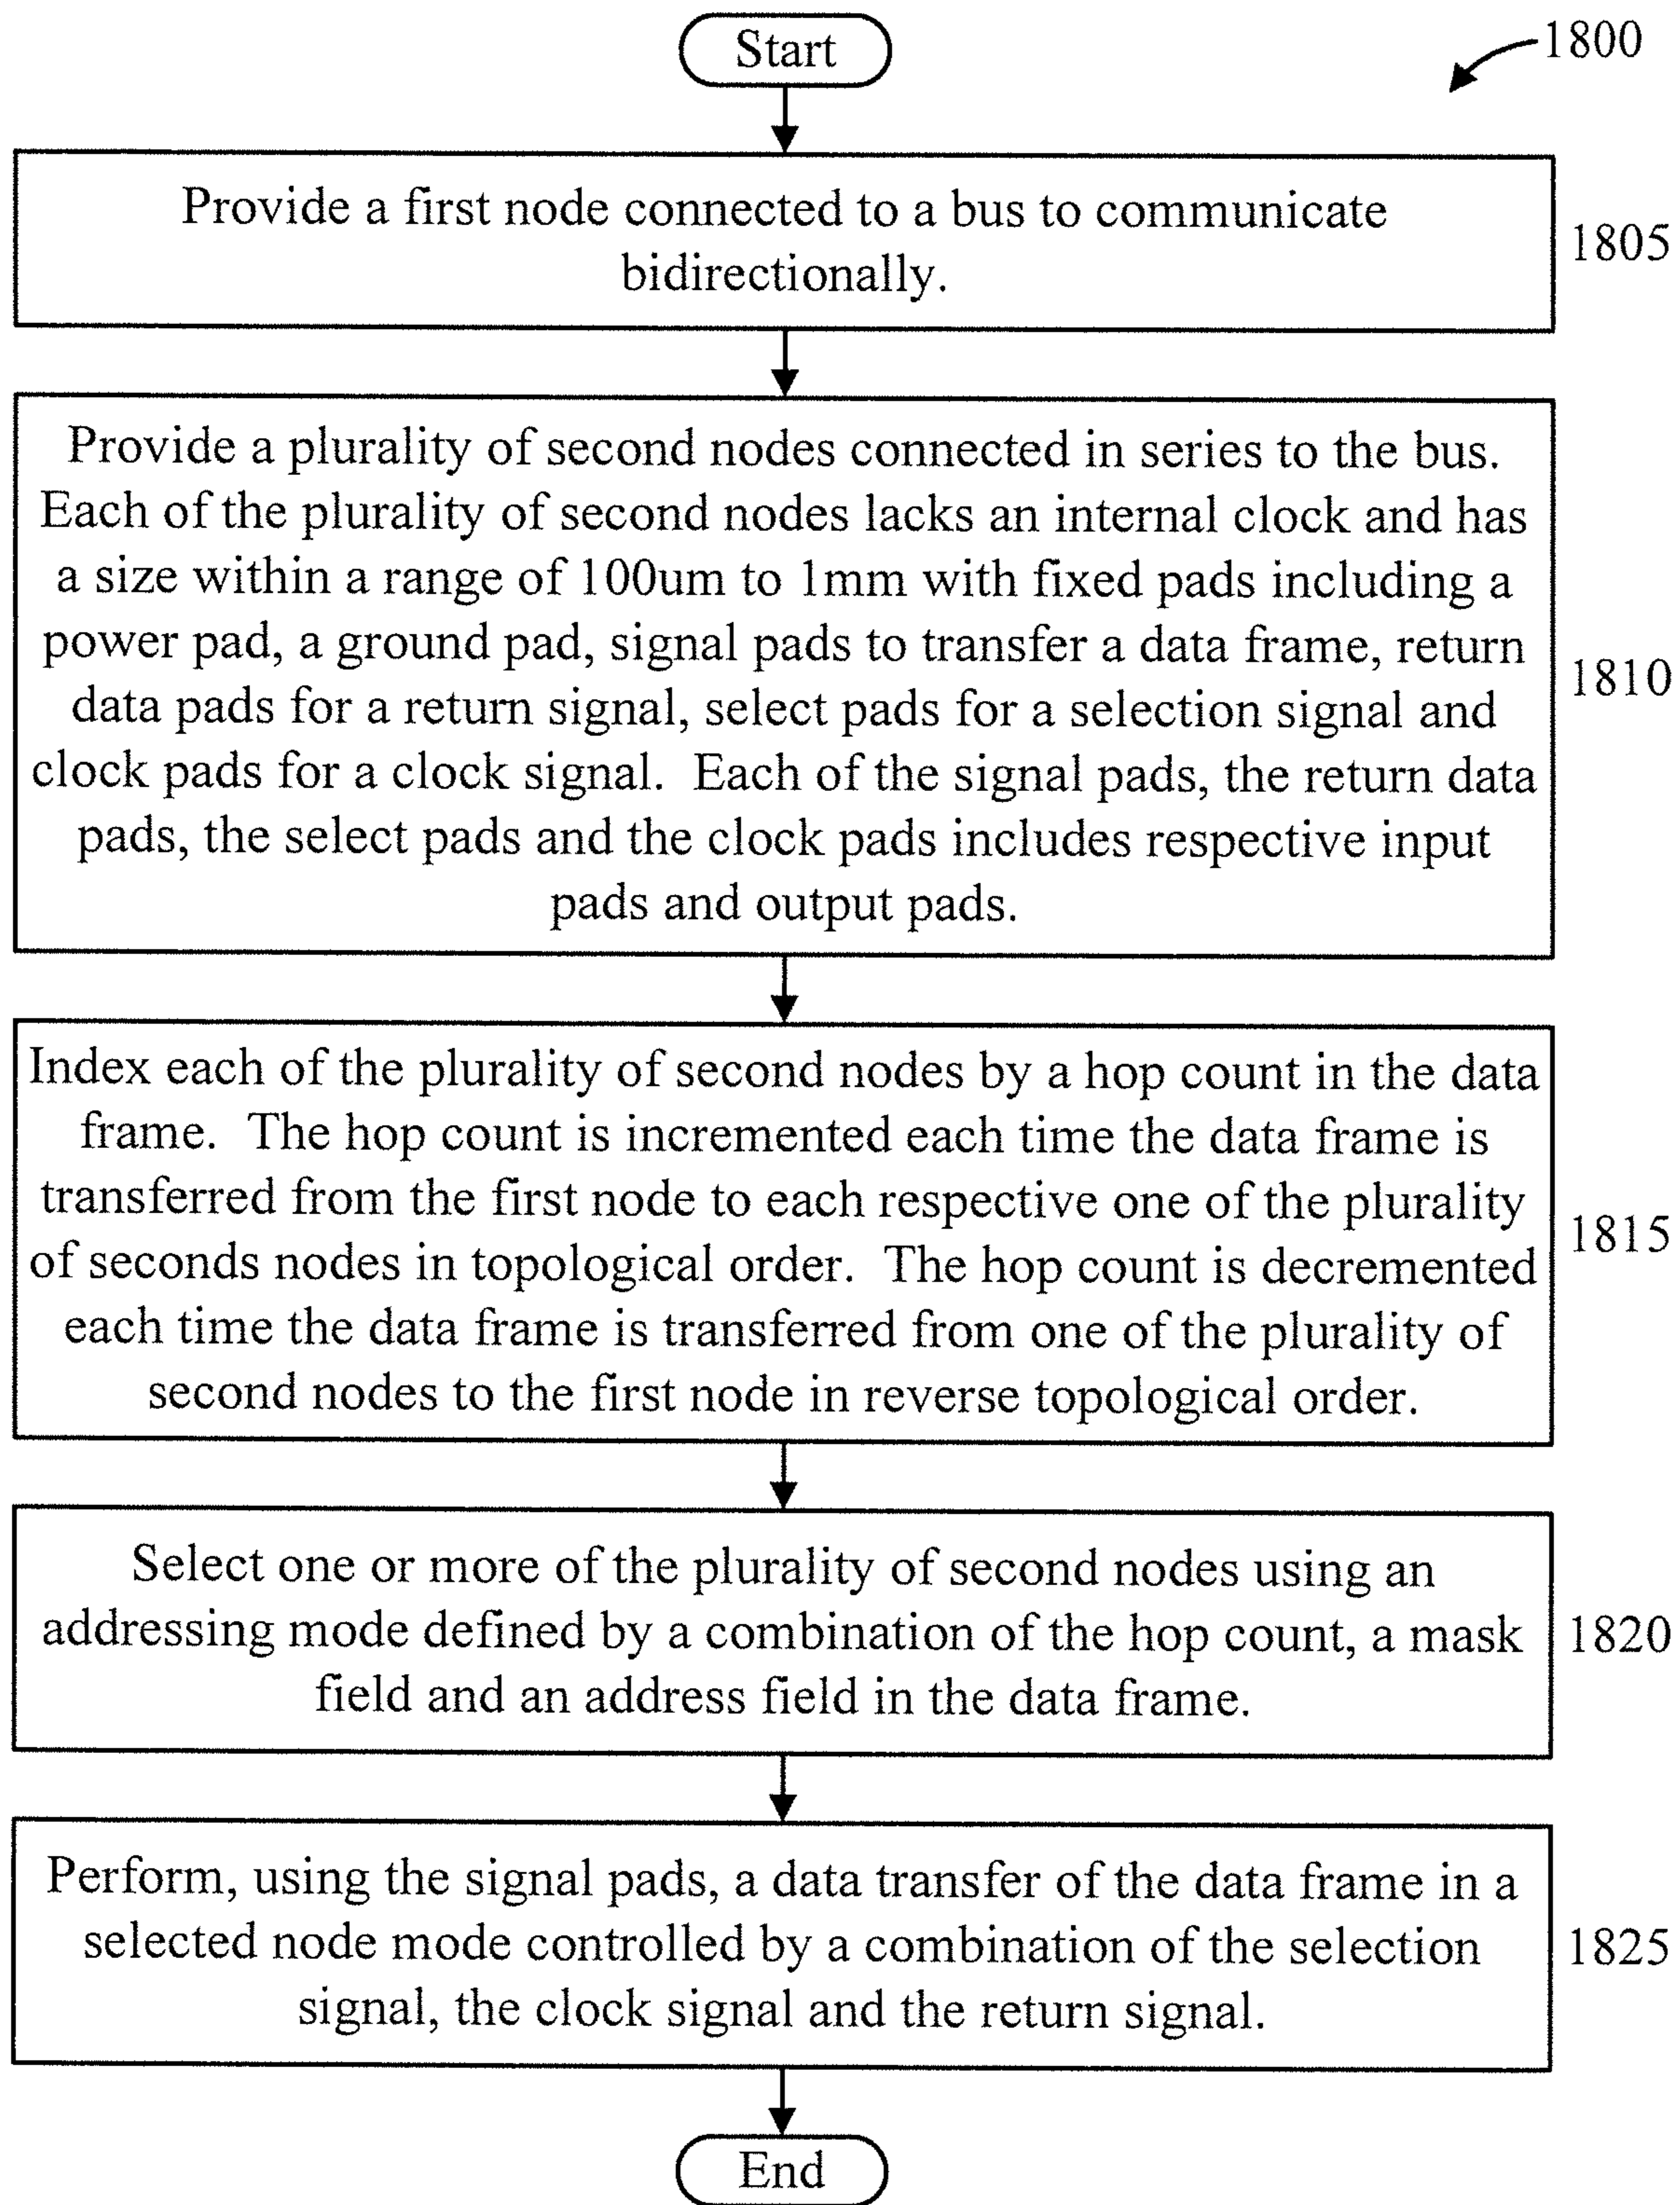 Start
1800
Provide a first node connected to a bus to communicate
bidirectionally.
1805
Provide a plurality of second nodes connected in series to the bus.
Each of the plurality of second nodes lacks an internal clock and has
a size within a range of 100um to 1mm with fixed pads including a
power pad, a ground pad, signal pads to transfer a data frame, return
data pads for a return signal, select pads for a selection signal and
clock pads for a clock signal. Each of the signal pads, the return data
pads, the select pads and the clock pads includes respective input
pads and output pads.
1810
Index each of the plurality of second nodes by a hop count in the data
frame. The hop count is incremented each time the data frame is
transferred from the first node to each respective one of the plurality
of seconds nodes in topological order. The hop count is decremented
each time the data frame is transferred from one of the plurality of
second nodes to the first node in reverse topological order.
1815
Select one or more of the plurality of second nodes using an
addressing mode defined by a combination of the hop count, a mask
field and an address field in the data frame.
1820
Perform, using the signal pads, a data transfer of the data frame in a
selected node mode controlled by a combination of the selection
signal, the clock signal and the return signal.
1825
End